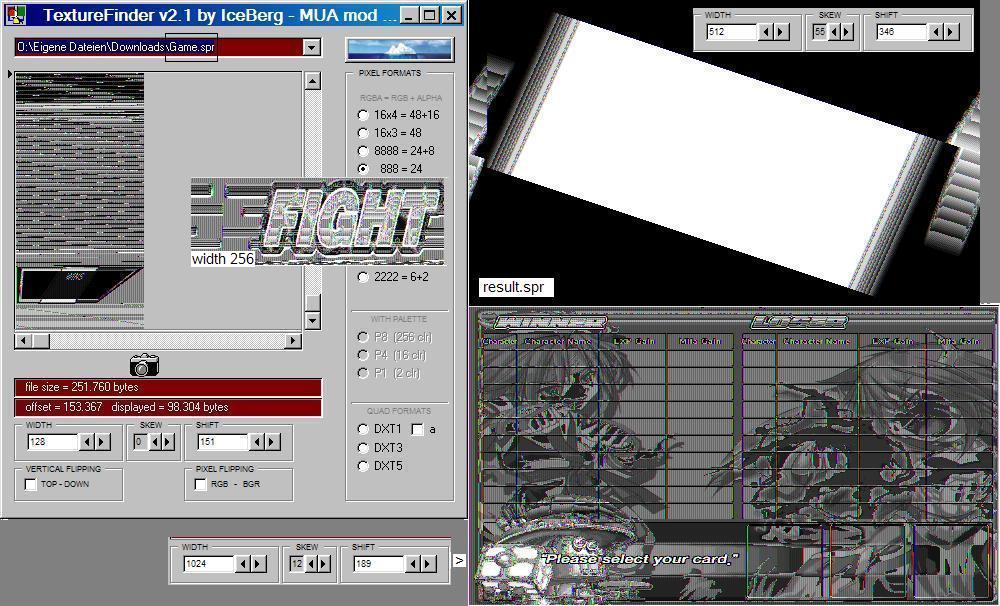 TextureFinder v2.1 by IceBerg - MUA mod ...
O:\Eigene Dateien\Downloads\Game.spr
PIXEL FORMATS
RGBA = RGB + ALPHA
16x4 = 48+16
16x3 = 48
8888 = 24+8
888 = 24
FIGHT
width 256
2222 = 6+2
WITH PALETTE
P8 (256 clr)
P4 (16 clr)
P1 (2 clr)
file size = 251.760 bytes
offset = 153.367 displayed = 98.304 bytes
QUAD FORMATS
DXT1 a
DXT3
DXT5
WIDTH
128
SKEW
0
SHIFT
151
VERTICAL FLIPPING
TOP - DOWN
PIXEL FLIPPING
RGB - BGR
WIDTH
1024
SKEW
12
SHIFT
189
>
WIDTH
512
SKEW
55
SHIFT
346
result.spr
WINNER
LOSER
Character Character Name EXP Gain Mita Gain
Character Character Name EXP Gain Mita Gain
"Please select your card."